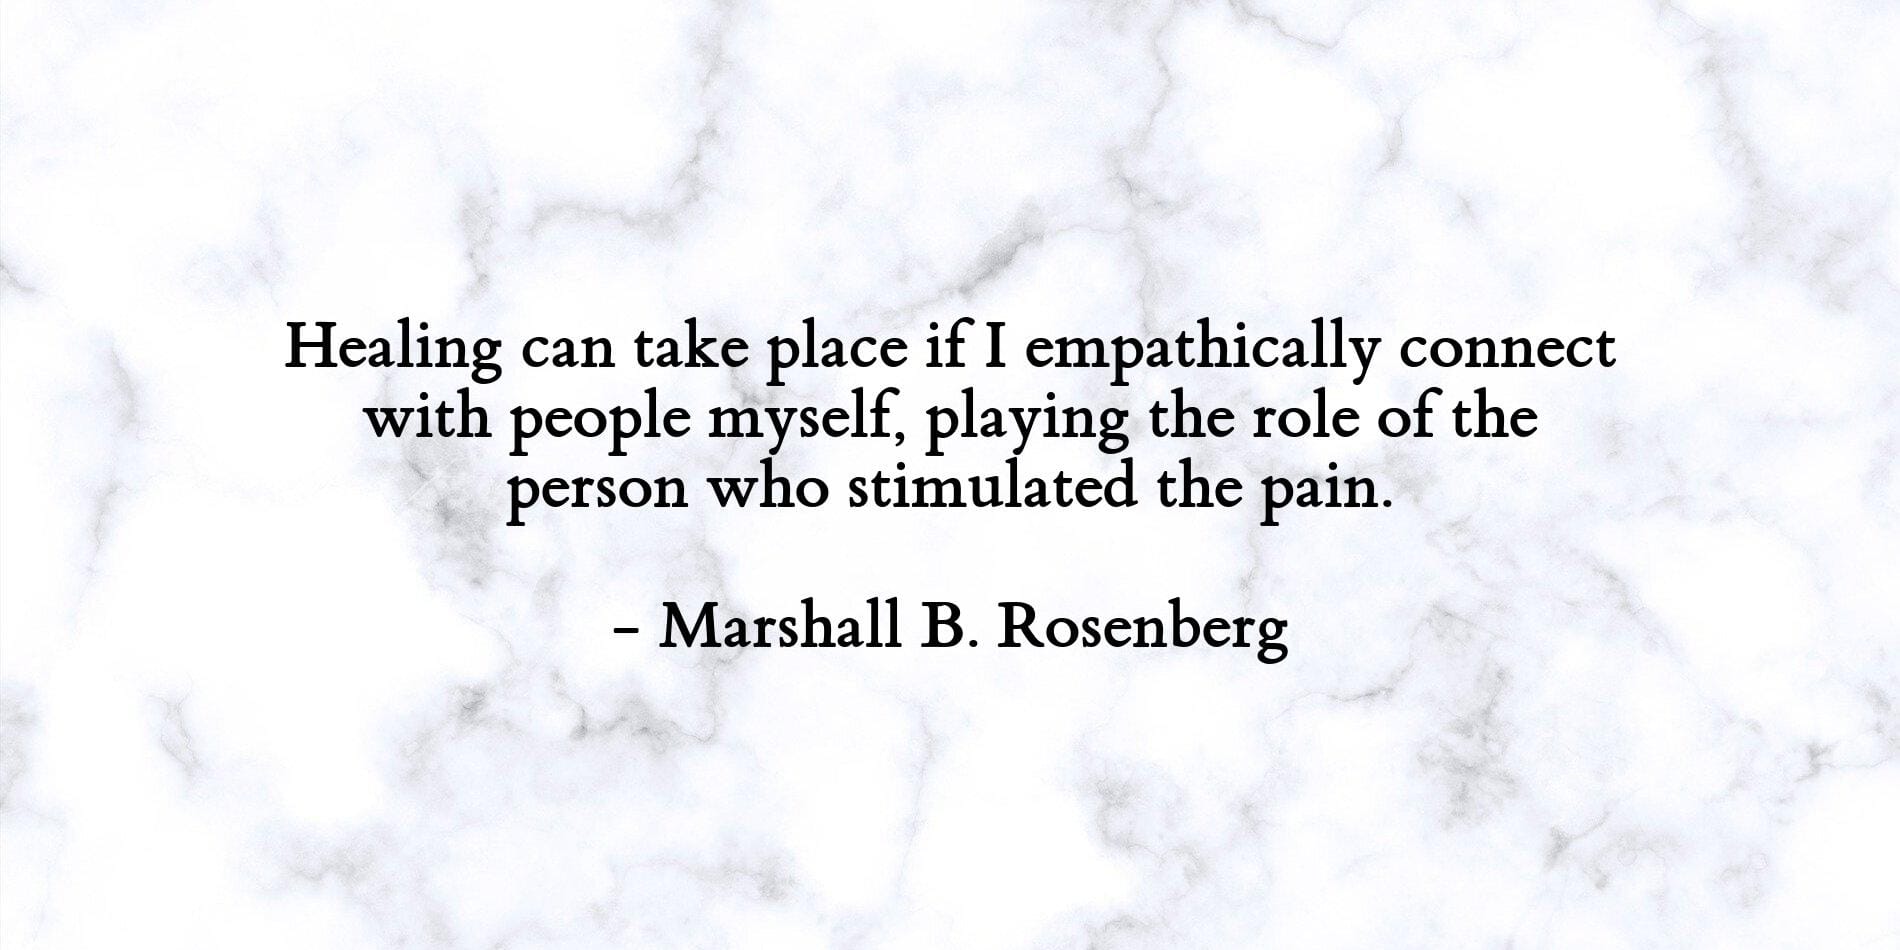 Healing can take place if I empathically connect
with people myself, playing the role of the
person who stimulated the pain.
- Marshall B. Rosenberg